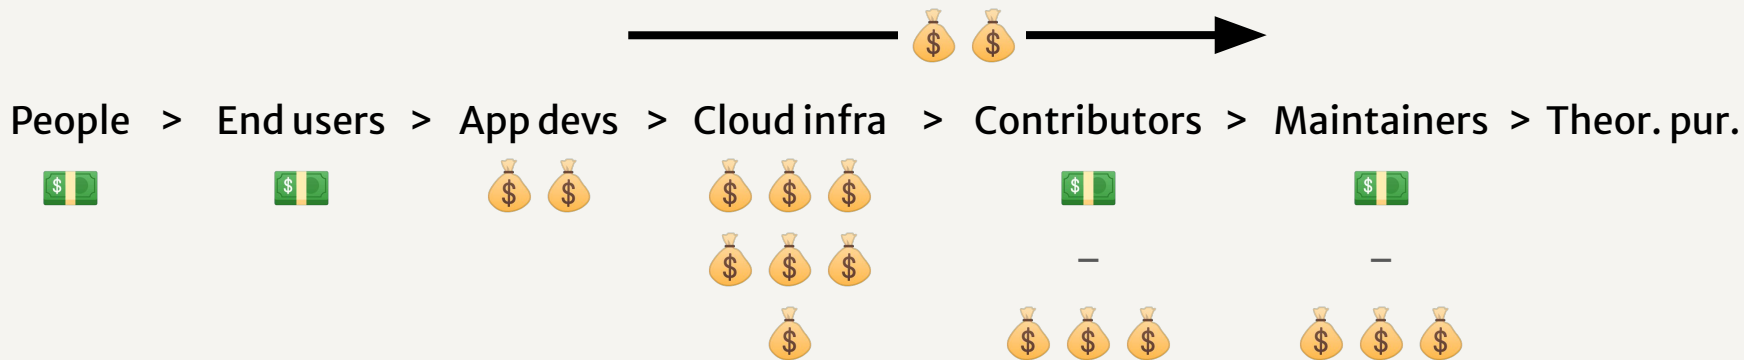 People > End users > App devs > Cloud infra > Contributors > Maintainers > Theor. pur.
– –